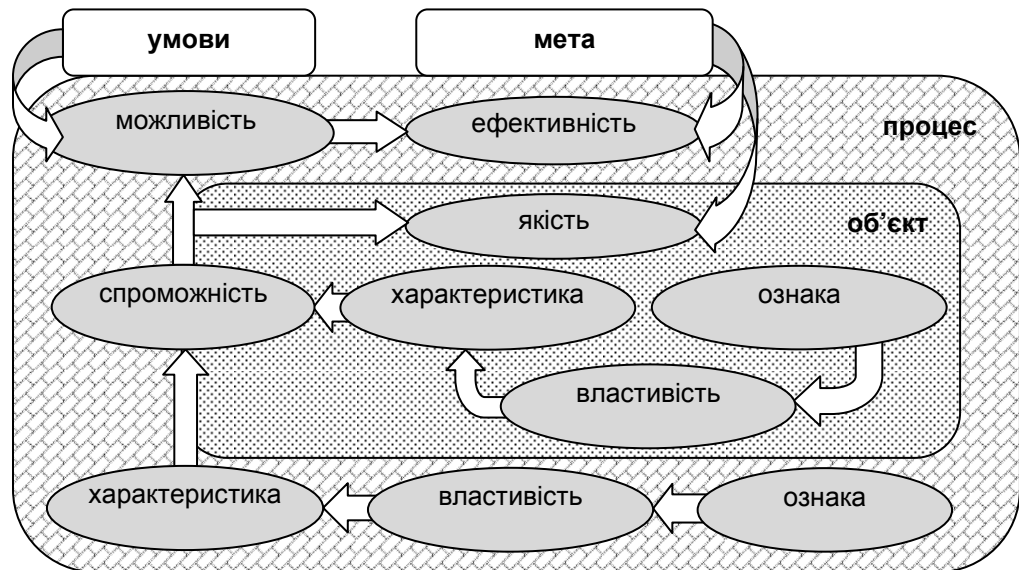 умови
мета
можливість
ефективність
процес
якість
об’єкт
спроможність
характеристика
ознака
властивість
характеристика
властивість
ознака